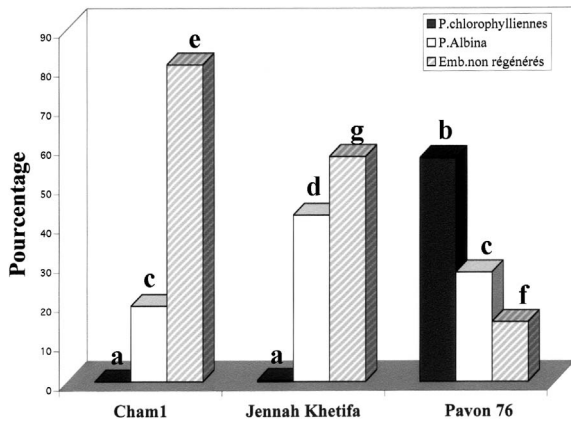 P.chlorophylliennes
P.Albina
Emb.non régénérés
Pourcentage
90
80
70
60
50
40
30
20
10
0
a
c
e
a
d
g
b
c
f
Cham1
Jennah Khetifa
Pavon 76